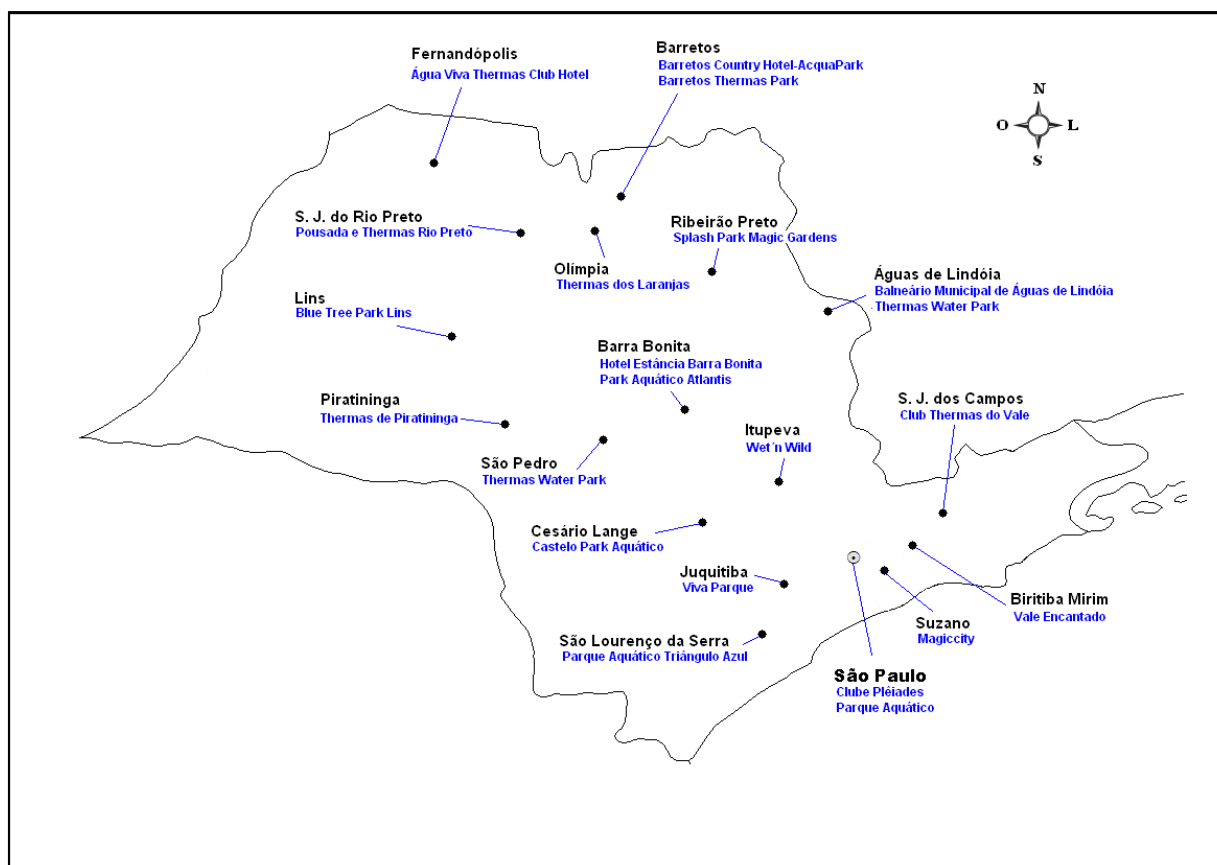 Fernandópolis
Água Viva Thermas Club Hotel
Barretos
Barretos Country Hotel-AcquaPark
Barretos Thermas Park
N
O
L
S
S. J. do Rio Preto
Pousada e Thermas Rio Preto
Ribeirão Preto
Splash Park Magic Gardens
Olímpia
Thermas dos Laranjas
Águas de Lindóia
Balneário Municipal de Águas de Lindóia
Thermas Water Park
Lins
Blue Tree Park Lins
Barra Bonita
Hotel Estância Barra Bonita
Park Aquático Atlantis
Piratininga
Thermas de Piratininga
S. J. dos Campos
Club Thermas do Vale
Itupeva
Wet´n Wild
São Pedro
Thermas Water Park
Cesário Lange
Castelo Park Aquático
Juquitiba
Viva Parque
Biritiba Mirim
Vale Encantado
Suzano
Magiccity
São Lourenço da Serra
Parque Aquático Triángulo Azul
São Paulo
Clube Plêiades
Parque Aquático